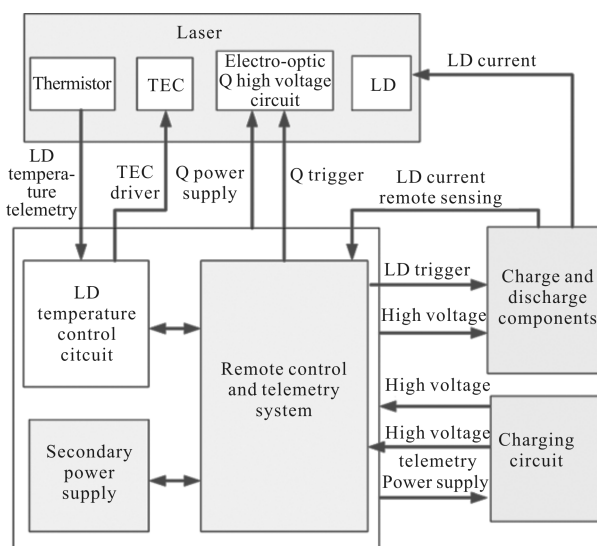 Laser
Thermistor
TEC
Electro-optic
Q high voltage
circuit
LD
LD current
LD
tempera-
ture
telemetry
TEC
driver
Q power
supply
Q trigger
LD current
remote sensing
LD
temperature
control
citcuit
Remote control
and telemetry
system
Secondary
power
supply
LD trigger
High voltage
Charge and
discharge
components
High voltage
High voltage
telemetry
Power supply
Charging
circuit